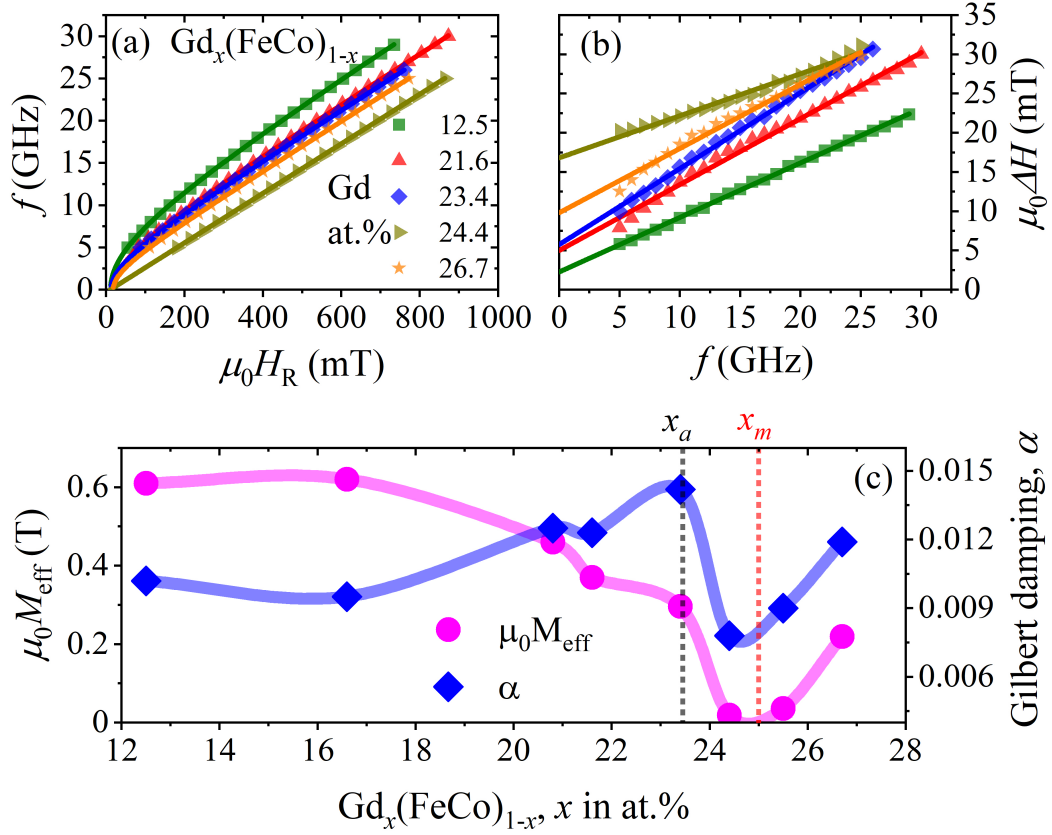 (a) Gdₓ(FeCo)₁₋ₓ
30
25
20
15
10
5
0
f (GHz)
12.5
21.6
23.4
24.4
26.7
Gd
at.%
0 200 400 600 800 1000
μ₀H_R (mT)
(b)
35
30
25
20
15
10
5
0
μ₀ΔH (mT)
5 10 15 20 25 30
f (GHz)
xₐ xₘ
(c)
0.6
0.4
0.2
0
μ₀M_eff (T)
μ₀M_eff
α
0.015
0.012
0.009
0.006
Gilbert damping, α
12 14 16 18 20 22 24 26 28
Gdₓ(FeCo)₁₋ₓ, x in at.%